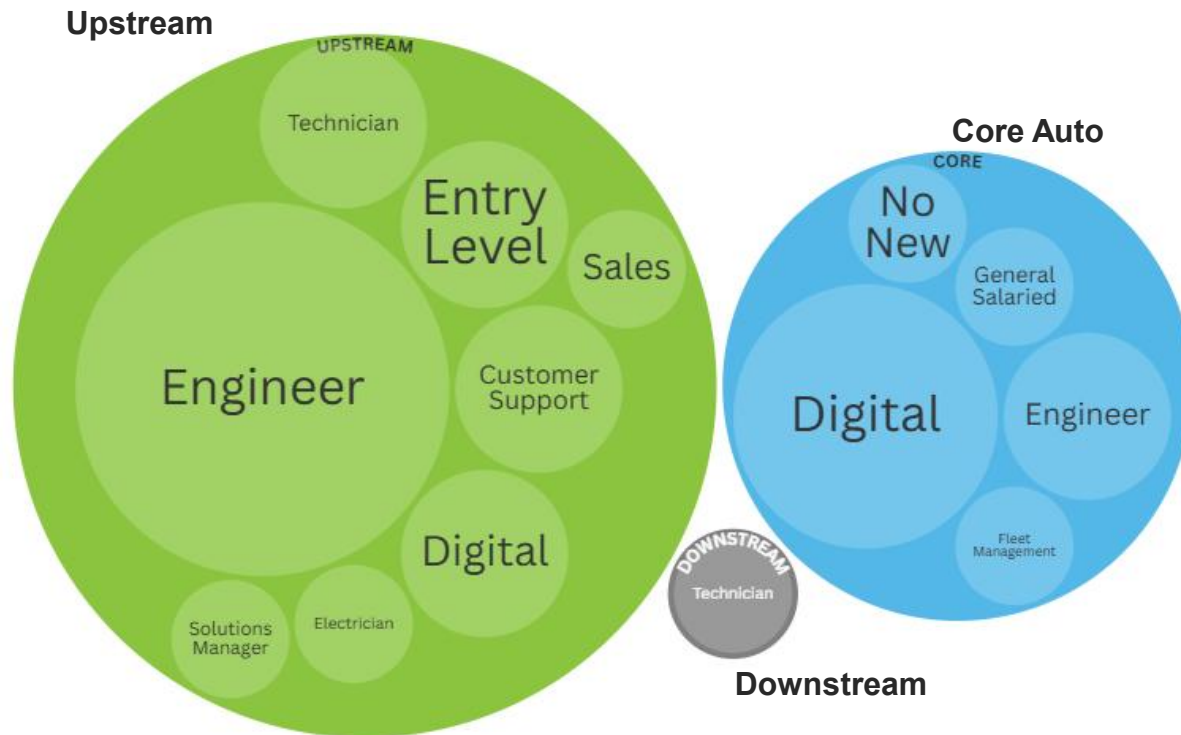 Upstream
UPSTREAM
Technician
Entry
Level
Sales
Engineer
Customer
Support
Digital
Solutions
Manager
Electrician
Core Auto
CORE
No
New
General
Salaried
Digital
Engineer
Fleet
Management
DOWNSTREAM
Technician
Downstream